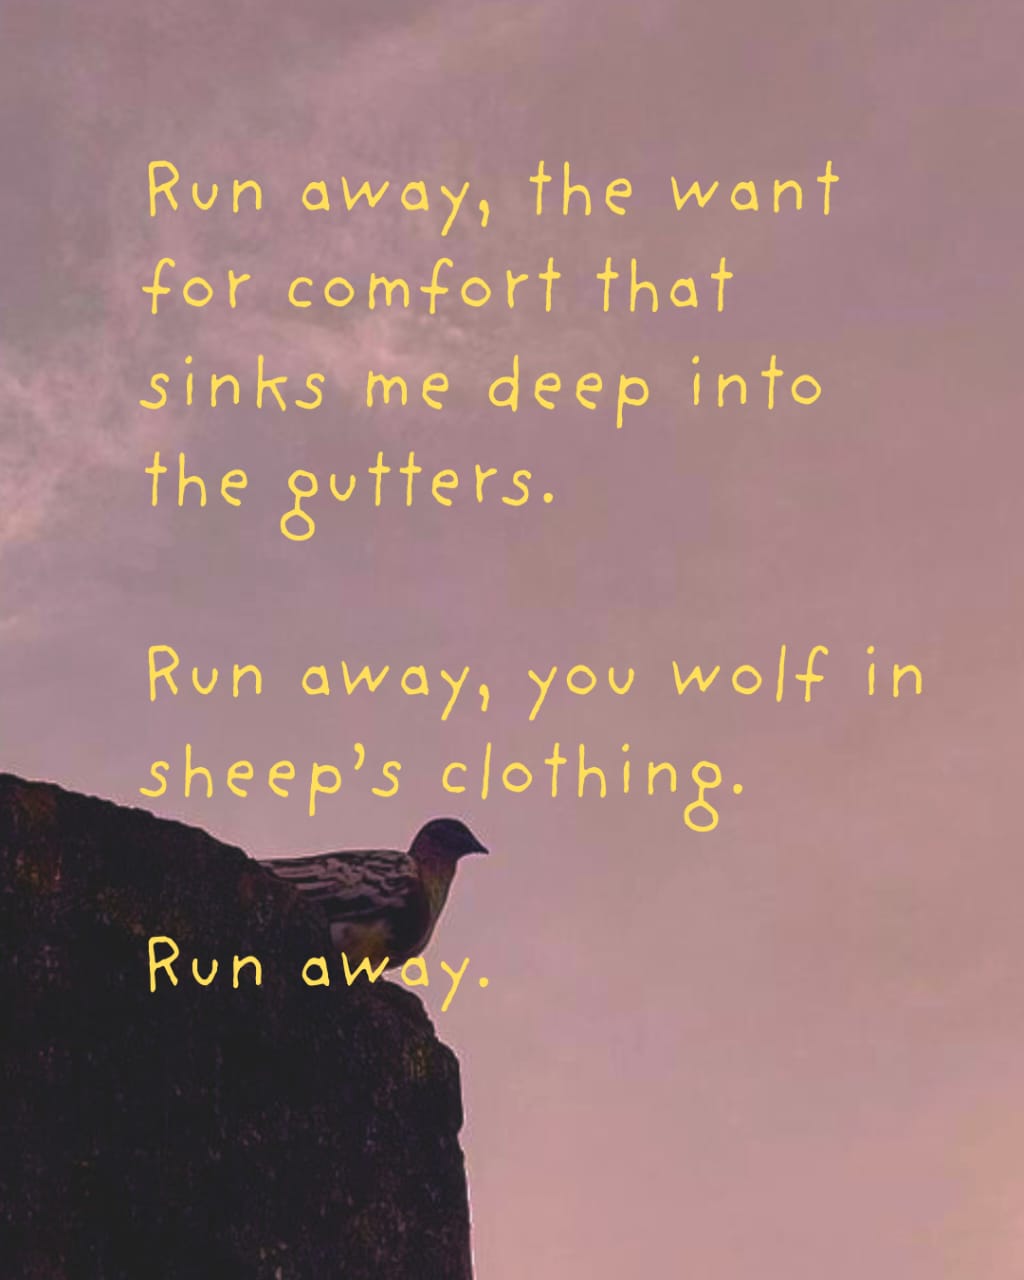 Run away, the want
for comfort that
sinks me deep into
the gutters.
Run away, you wolf in
sheep's clothing.
Run away.